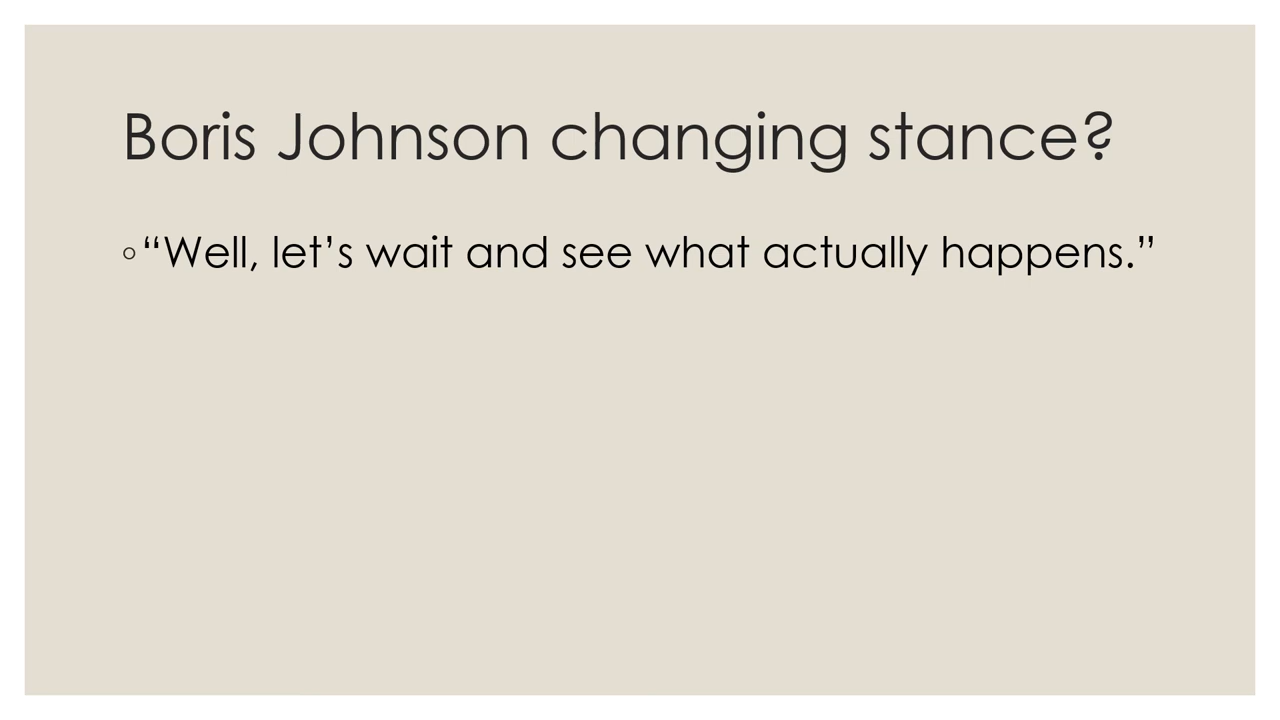 Boris Johnson changing stance?
◦“Well, let’s wait and see what actually happens.”